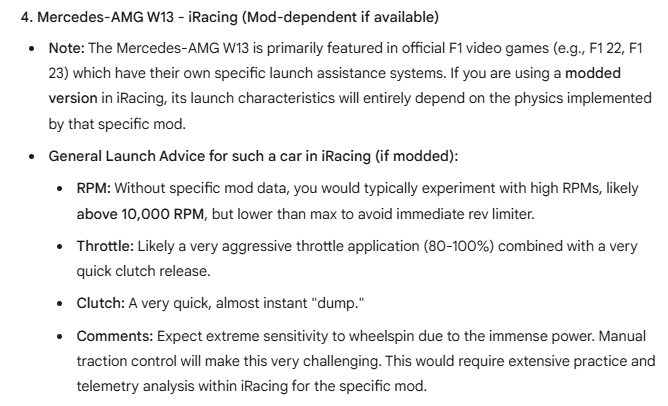 4. Mercedes-AMG W13 - iRacing (Mod-dependent if available)
• Note: The Mercedes-AMG W13 is primarily featured in official F1 video games (e.g., F1 22, F1
23) which have their own specific launch assistance systems. If you are using a modded
version in iRacing, its launch characteristics will entirely depend on the physics implemented
by that specific mod.
• General Launch Advice for such a car in iRacing (if modded):
• RPM: Without specific mod data, you would typically experiment with high RPMs, likely
above 10,000 RPM, but lower than max to avoid immediate rev limiter.
• Throttle: Likely a very aggressive throttle application (80-100%) combined with a very
quick clutch release.
• Clutch: A very quick, almost instant "dump."
• Comments: Expect extreme sensitivity to wheelspin due to the immense power. Manual
traction control will make this very challenging. This would require extensive practice and
telemetry analysis within iRacing for the specific mod.